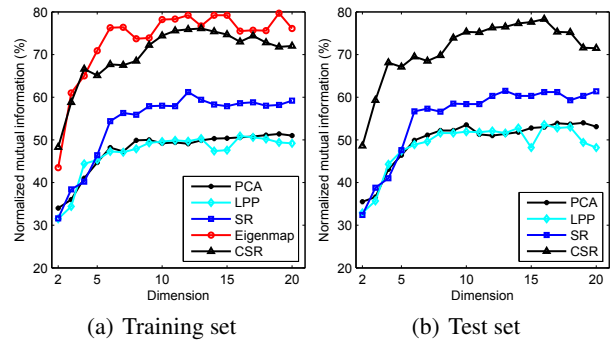 Normalized mutual information (%)
80
70
60
50
40
30
20
2
5
10
15
20
Dimension
PCA
LPP
SR
Eigenmap
CSR
(a) Training set
Normalized mutual information (%)
80
70
60
50
40
30
20
2
5
10
15
20
Dimension
PCA
LPP
SR
CSR
(b) Test set